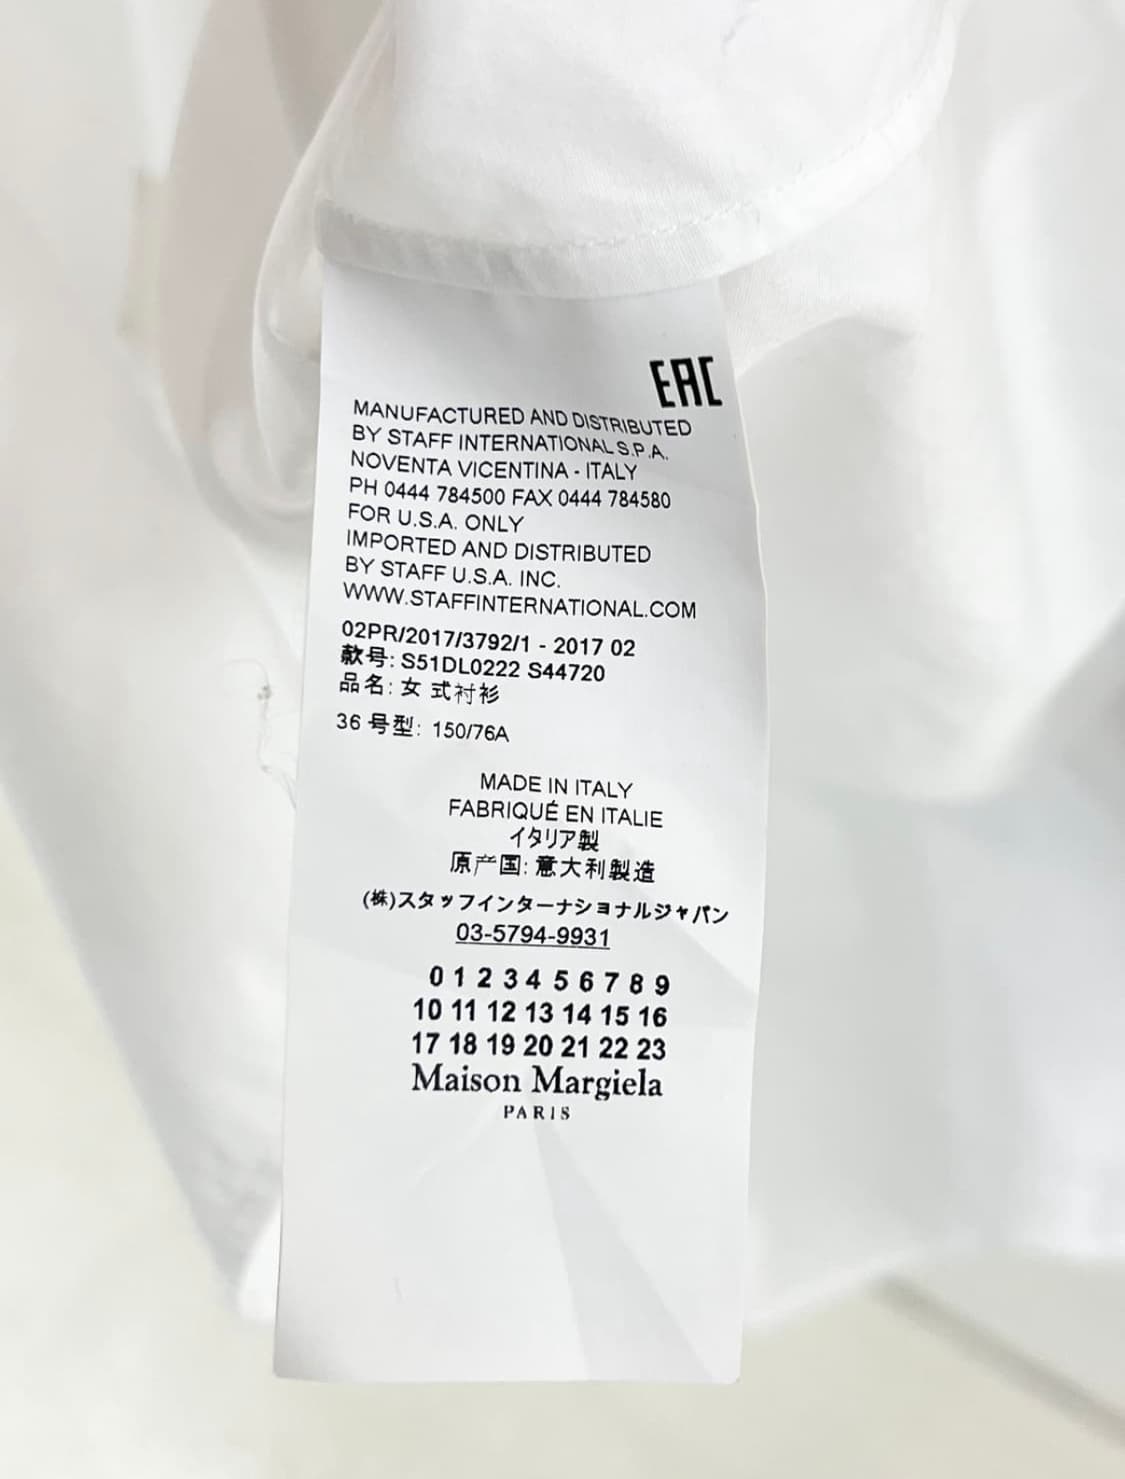 EAC
MANUFACTURED AND DISTRIBUTED
BY STAFF INTERNATIONAL S.P.A.
NOVENTA VICENTINA - ITALY
PH 0444 784500 FAX 0444 784580
FOR U.S.A. ONLY
IMPORTED AND DISTRIBUTED
BY STAFF U.S.A. INC.
WWW.STAFFINTERNATIONAL.COM
02PR/2017/3792/1 - 2017 02
款号: S51DL0222 S44720
品名: 女 式衬衫
36 号型: 150/76A
MADE IN ITALY
FABRIQUÉ EN ITALIE
イタリア製
原产国: 意大利製造
(株)スタッフインターナショナルジャパン
03-5794-9931
0 1 2 3 4 5 6 7 8 9
10 11 12 13 14 15 16
17 18 19 20 21 22 23
Maison Margiela
PARIS